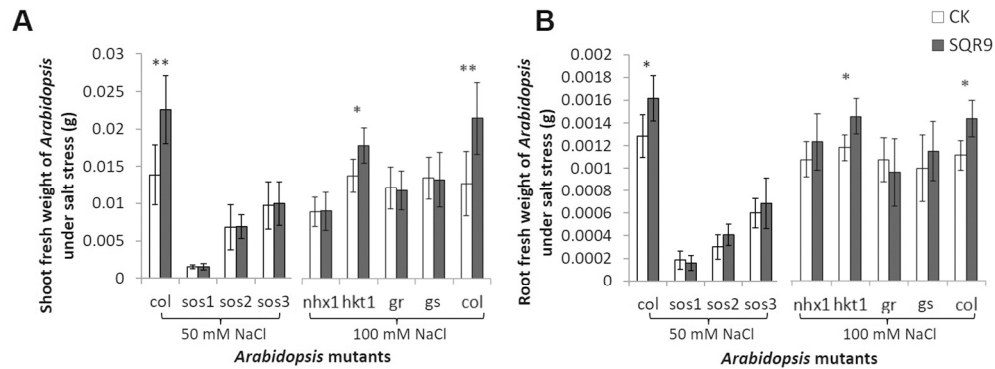 A
Shoot fresh weight of Arabidopsis
under salt stress (g)
0.03
0.025
0.02
0.015
0.01
0.005
0
** * **
col sos1 sos2 sos3 nhx1 hkt1 gr gs col
50 mM NaCl 100 mM NaCl
Arabidopsis mutants
B
CK
SQR9
Root fresh weight of Arabidopsis
under salt stress (g)
0.002
0.0018
0.0016
0.0014
0.0012
0.001
0.0008
0.0006
0.0004
0.0002
0
* * *
col sos1 sos2 sos3 nhx1 hkt1 gr gs col
50 mM NaCl 100 mM NaCl
Arabidopsis mutants